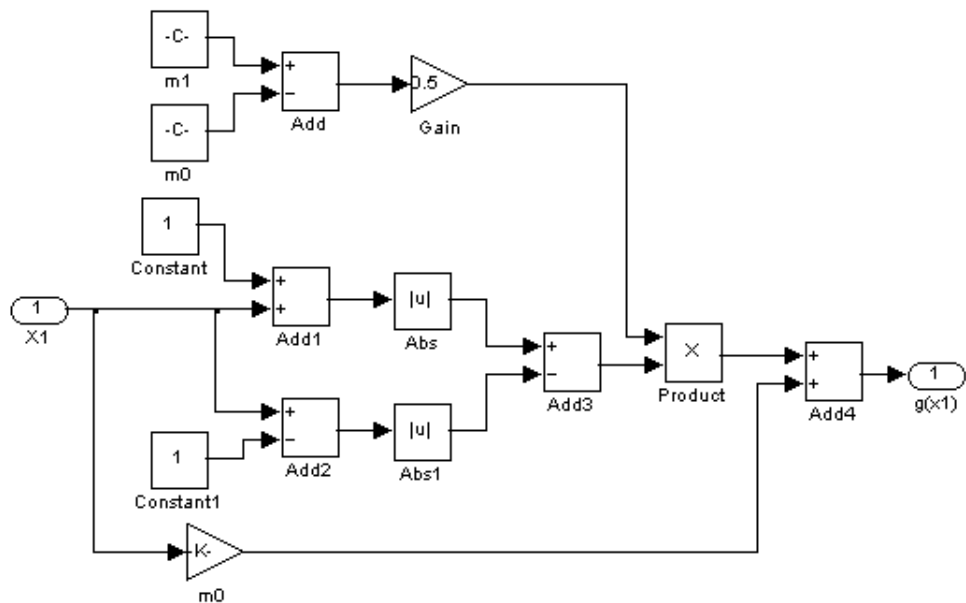 -C-
m1
-C-
m0
+
−
Add
0.5
Gain
1
Constant
1
X1
+
+
Add1
|u|
Abs
+
−
Add2
|u|
Abs1
1
Constant1
+
−
Add3
×
Product
+
+
Add4
1
g(x1)
-K-
m0